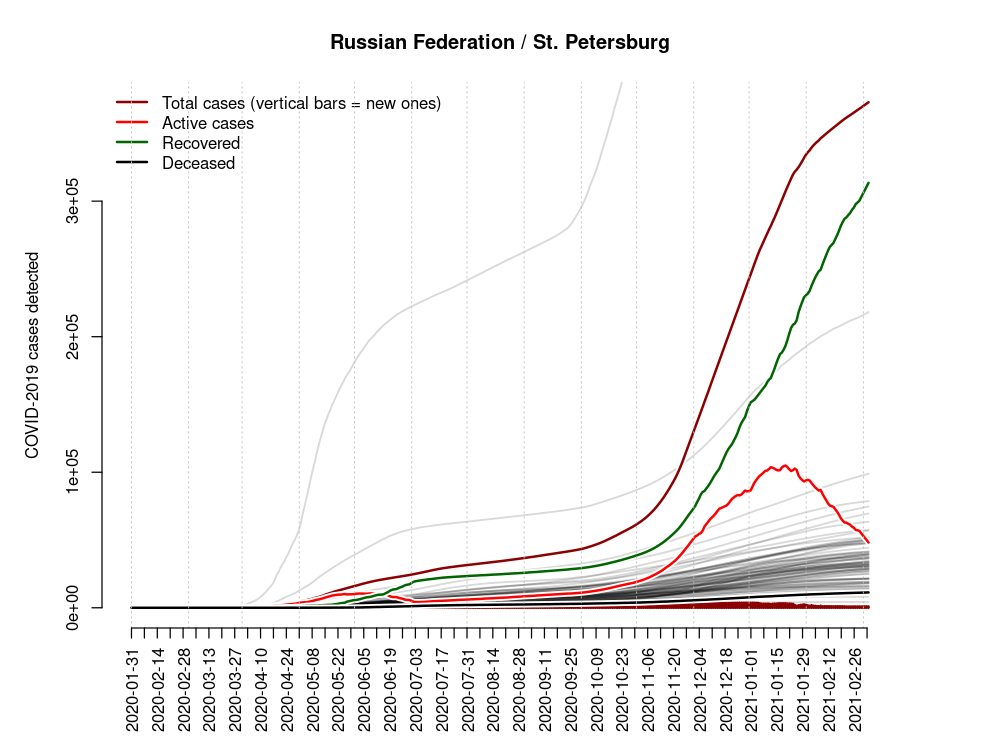 Russian Federation / St. Petersburg
Total cases (vertical bars = new ones)
Active cases
Recovered
Deceased
COVID-2019 cases detected
3e+05
2e+05
1e+05
0e+00
2020-01-31
2020-02-14
2020-02-28
2020-03-13
2020-03-27
2020-04-10
2020-04-24
2020-05-08
2020-05-22
2020-06-05
2020-06-19
2020-07-03
2020-07-17
2020-07-31
2020-08-14
2020-08-28
2020-09-11
2020-09-25
2020-10-09
2020-10-23
2020-11-06
2020-11-20
2020-12-04
2020-12-18
2021-01-01
2021-01-15
2021-01-29
2021-02-12
2021-02-26